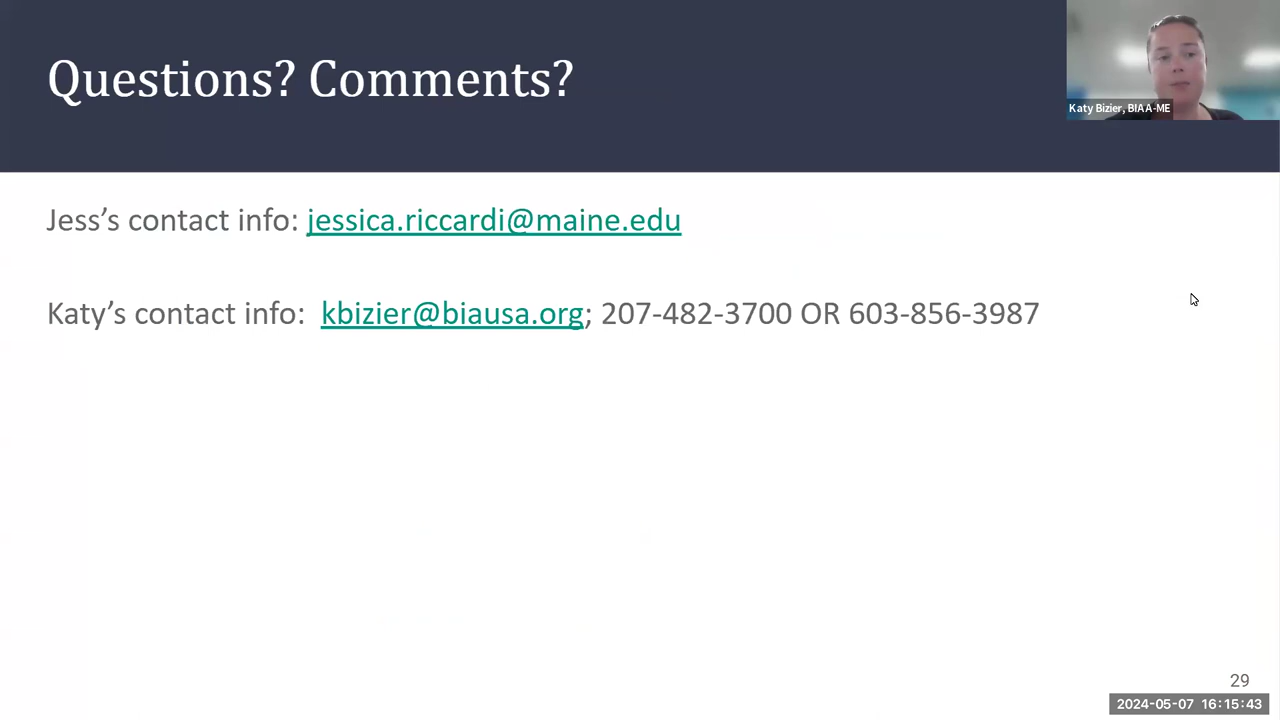 Questions? Comments?
Katy Bizier, BIAA-ME
Jess’s contact info: jessica.riccardi@maine.edu
Katy’s contact info: kbizier@biausa.org; 207-482-3700 OR 603-856-3987
29
2024-05-07 16:15:43